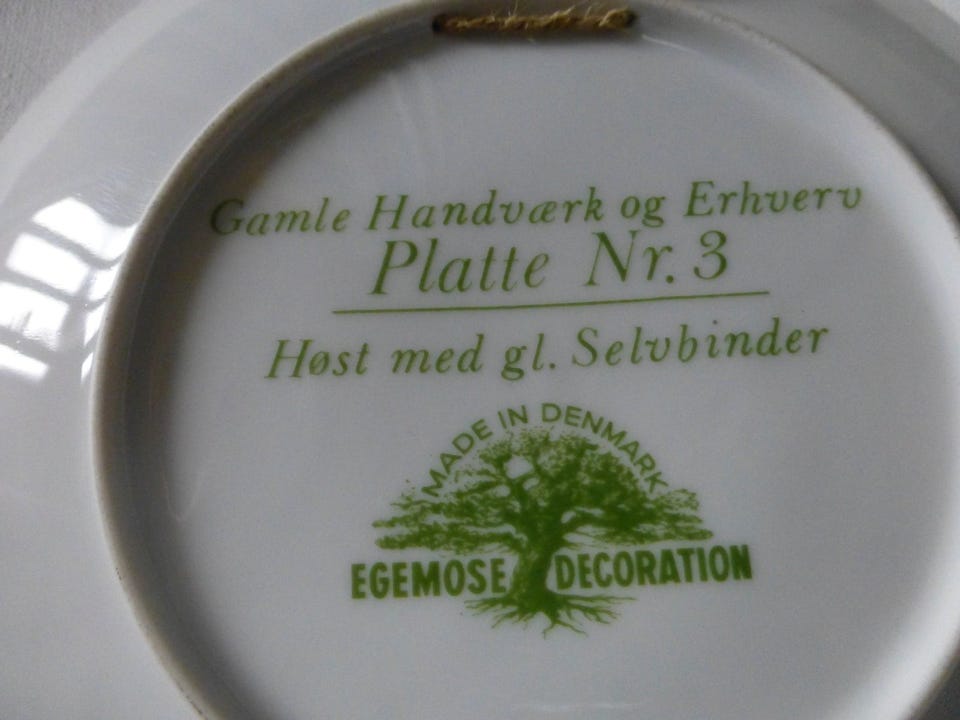 Gamle Handværk og Erhverv
Platte Nr. 3
Høst med gl. Selvbinder
MADE IN DENMARK
EGEMOSE DECORATION